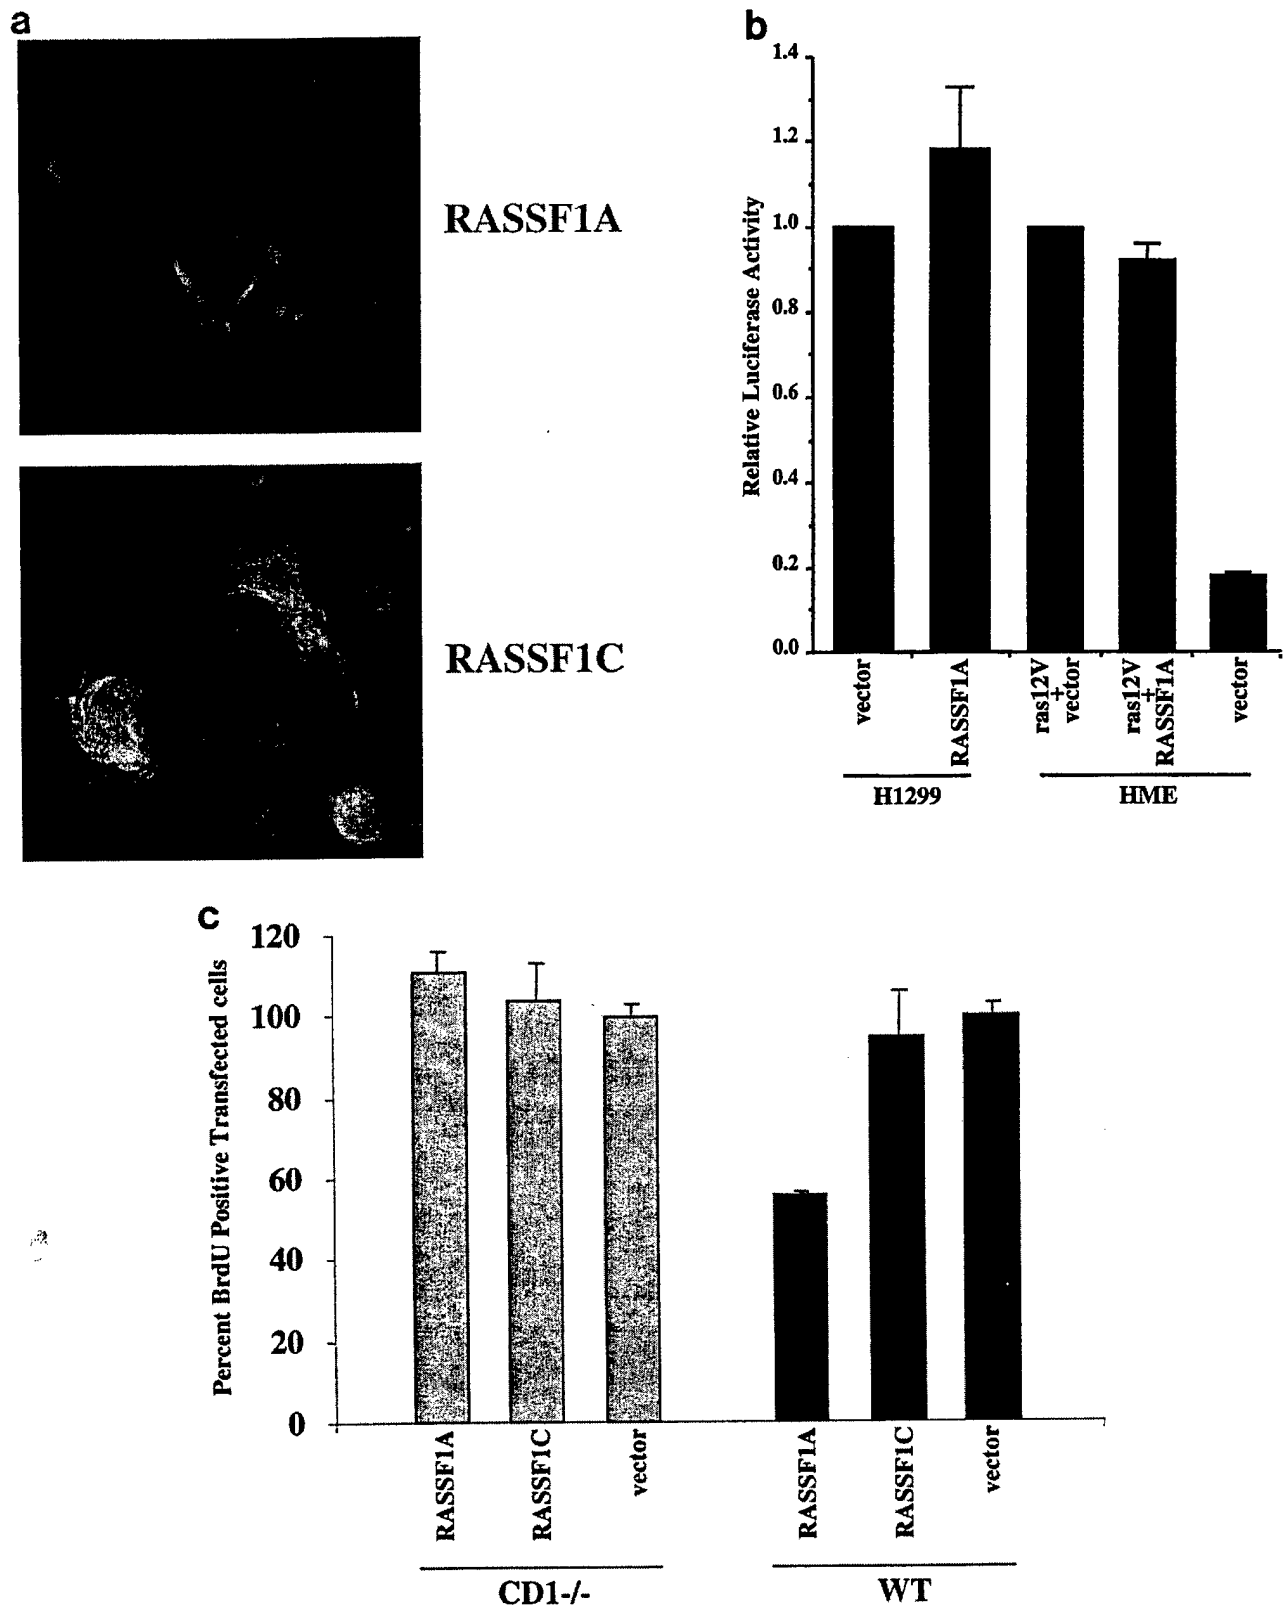 a
RASSF1A
RASSF1C
b
1.4
1.2
1.0
0.8
0.6
0.4
0.2
0.0
Relative Luciferase Activity
vector
RASSF1A
ras12V
+
vector
ras12V
+
RASSF1A
vector
H1299
HME
c
120
100
80
60
40
20
0
Percent BrdU Positive Transfected cells
RASSF1A
RASSF1C
vector
RASSF1A
RASSF1C
vector
CD1-/-
WT